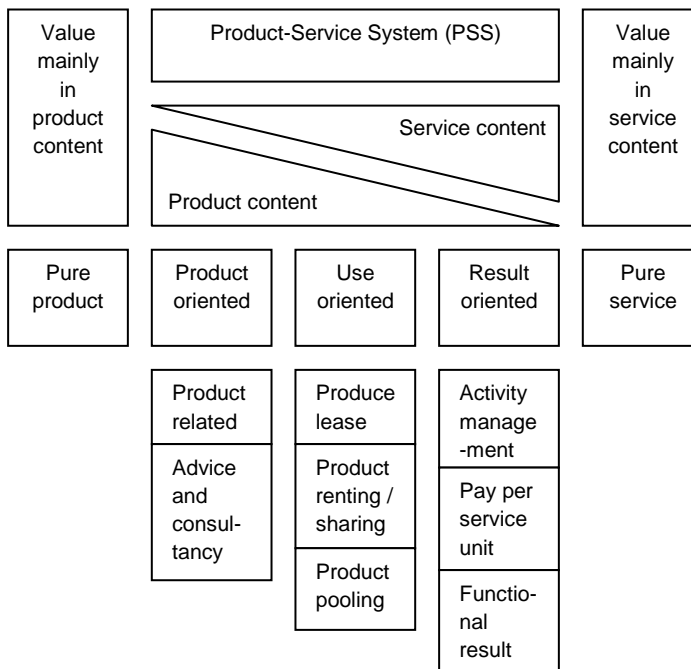 Value
mainly
in
product
content
Product-Service System (PSS)
Value
mainly
in
service
content
Service content
Product content
Pure
product
Product
oriented
Use
oriented
Result
oriented
Pure
service
Product
related
Advice
and
consul-
tancy
Produce
lease
Product
renting /
sharing
Product
pooling
Activity
manage
-ment
Pay per
service
unit
Functio-
nal
result